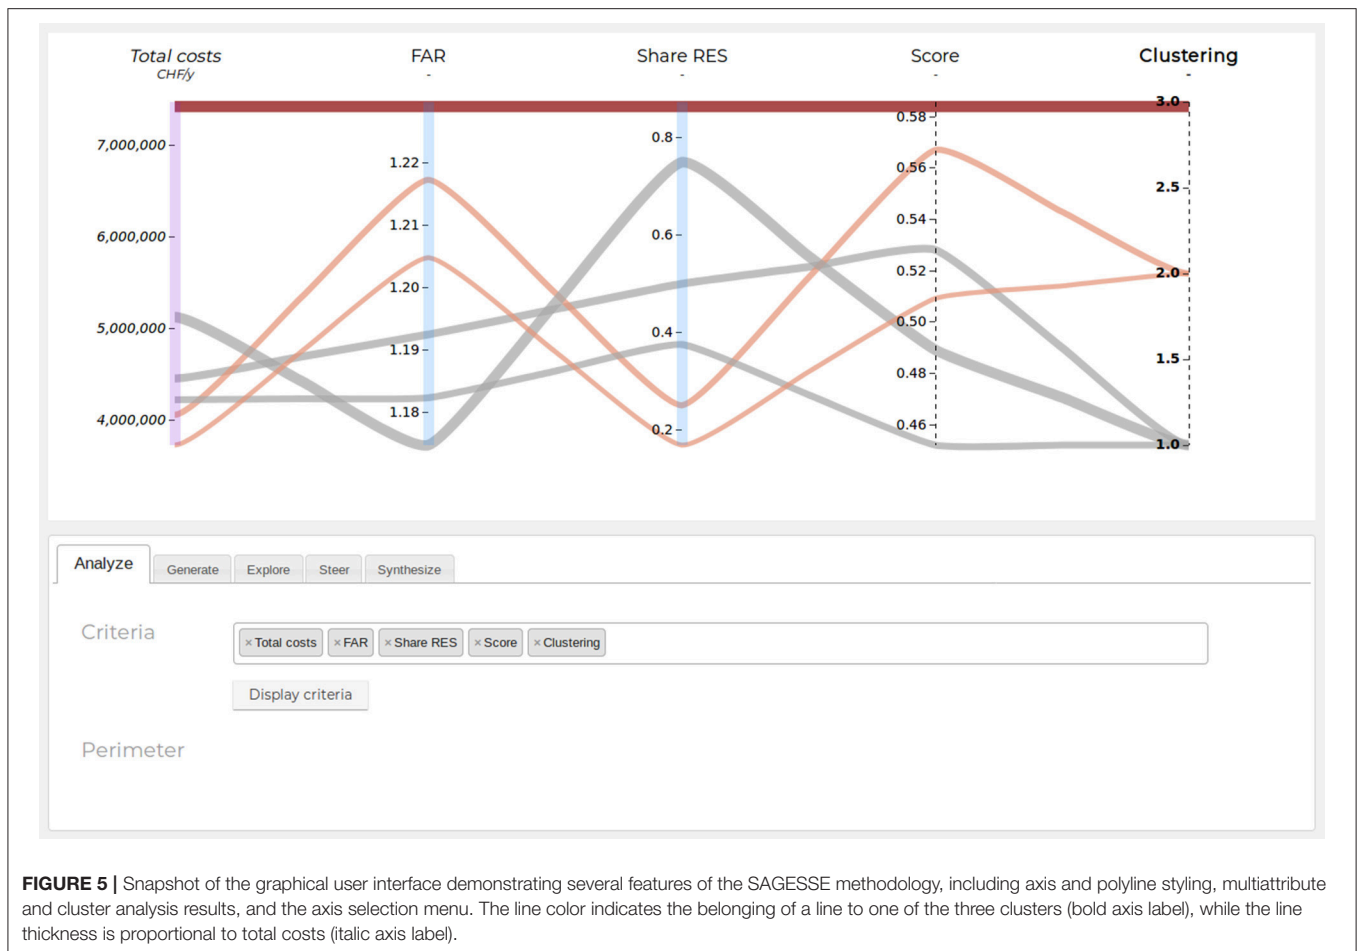 Total costs FAR Share RES Score Clustering
CHF/y - - - -
3.0
0.58
7,000,000 0.8
1.22 0.56
2.5
1.21 0.54
6,000,000 0.6
0.52 2.0
1.20
5,000,000 0.4 0.50
1.19 1.5
0.48
4,000,000 1.18 0.2 0.46
1.0
Analyze Generate Explore Steer Synthesize
Criteria ×Total costs ×FAR ×Share RES ×Score ×Clustering
Display criteria
Perimeter
FIGURE 5 | Snapshot of the graphical user interface demonstrating several features of the SAGESSE methodology, including axis and polyline styling, multiattribute
and cluster analysis results, and the axis selection menu. The line color indicates the belonging of a line to one of the three clusters (bold axis label), while the line
thickness is proportional to total costs (italic axis label).